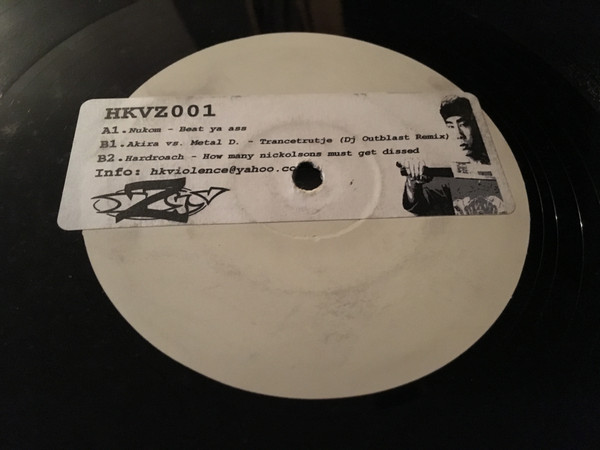 HKVZ001
A1. Nukom - Beat ya ass
B1. Akira vs. Metal D. - Trancetrutje (Dj Outblast Remix)
B2. Hardroach - How many nickolsons must get dissed
Info: hkviolence@yahoo.co